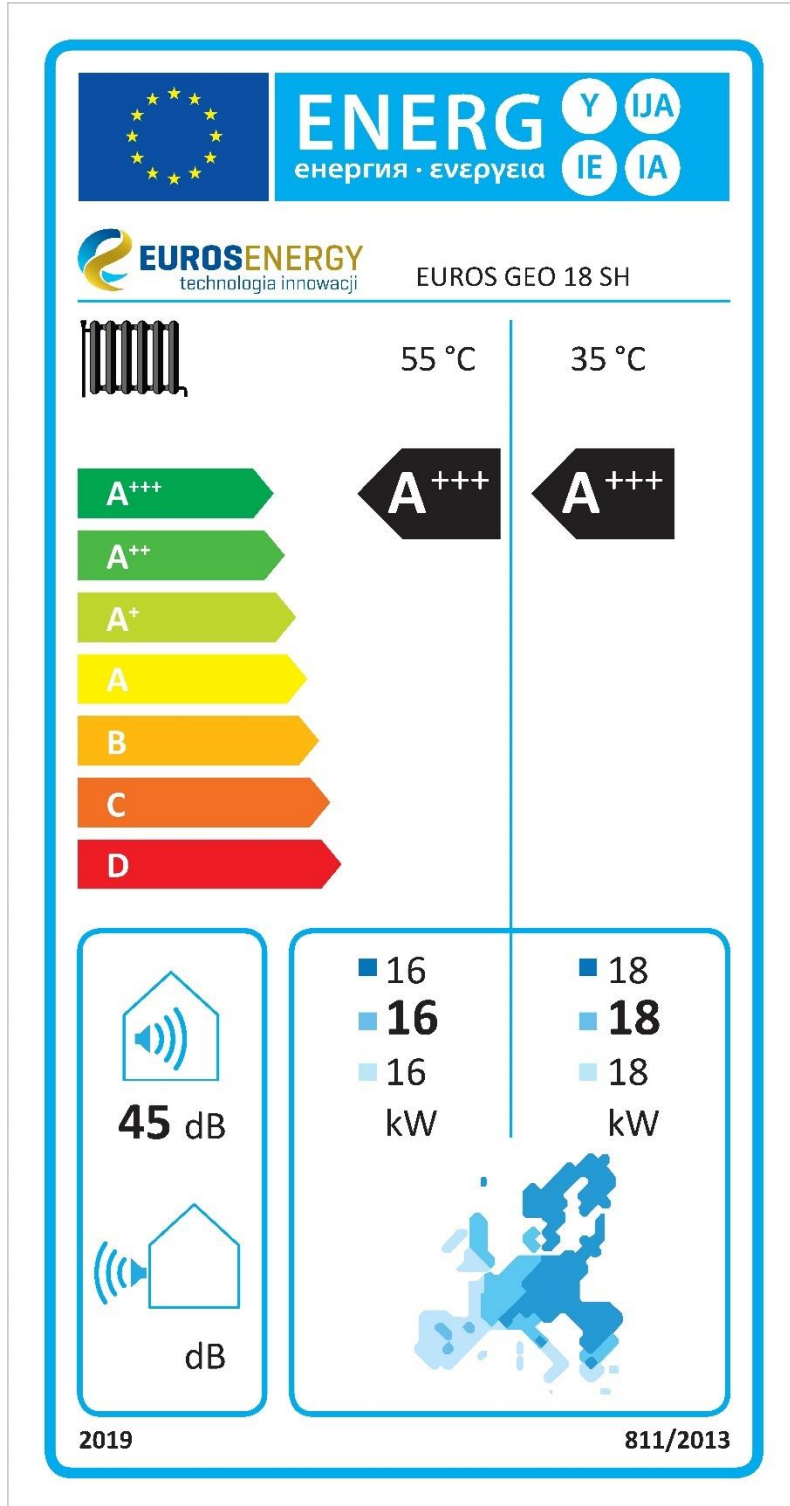 ENERG Y IJA
енергия · ενεργεια IE IA
EUROSENERGY
technologia innowacji
EUROS GEO 18 SH
55 °C 35 °C
A+++ A+++
A+++
A++
A+
A
B
C
D
16 18
16 18
16 18
kW kW
45 dB
dB
2019 811/2013